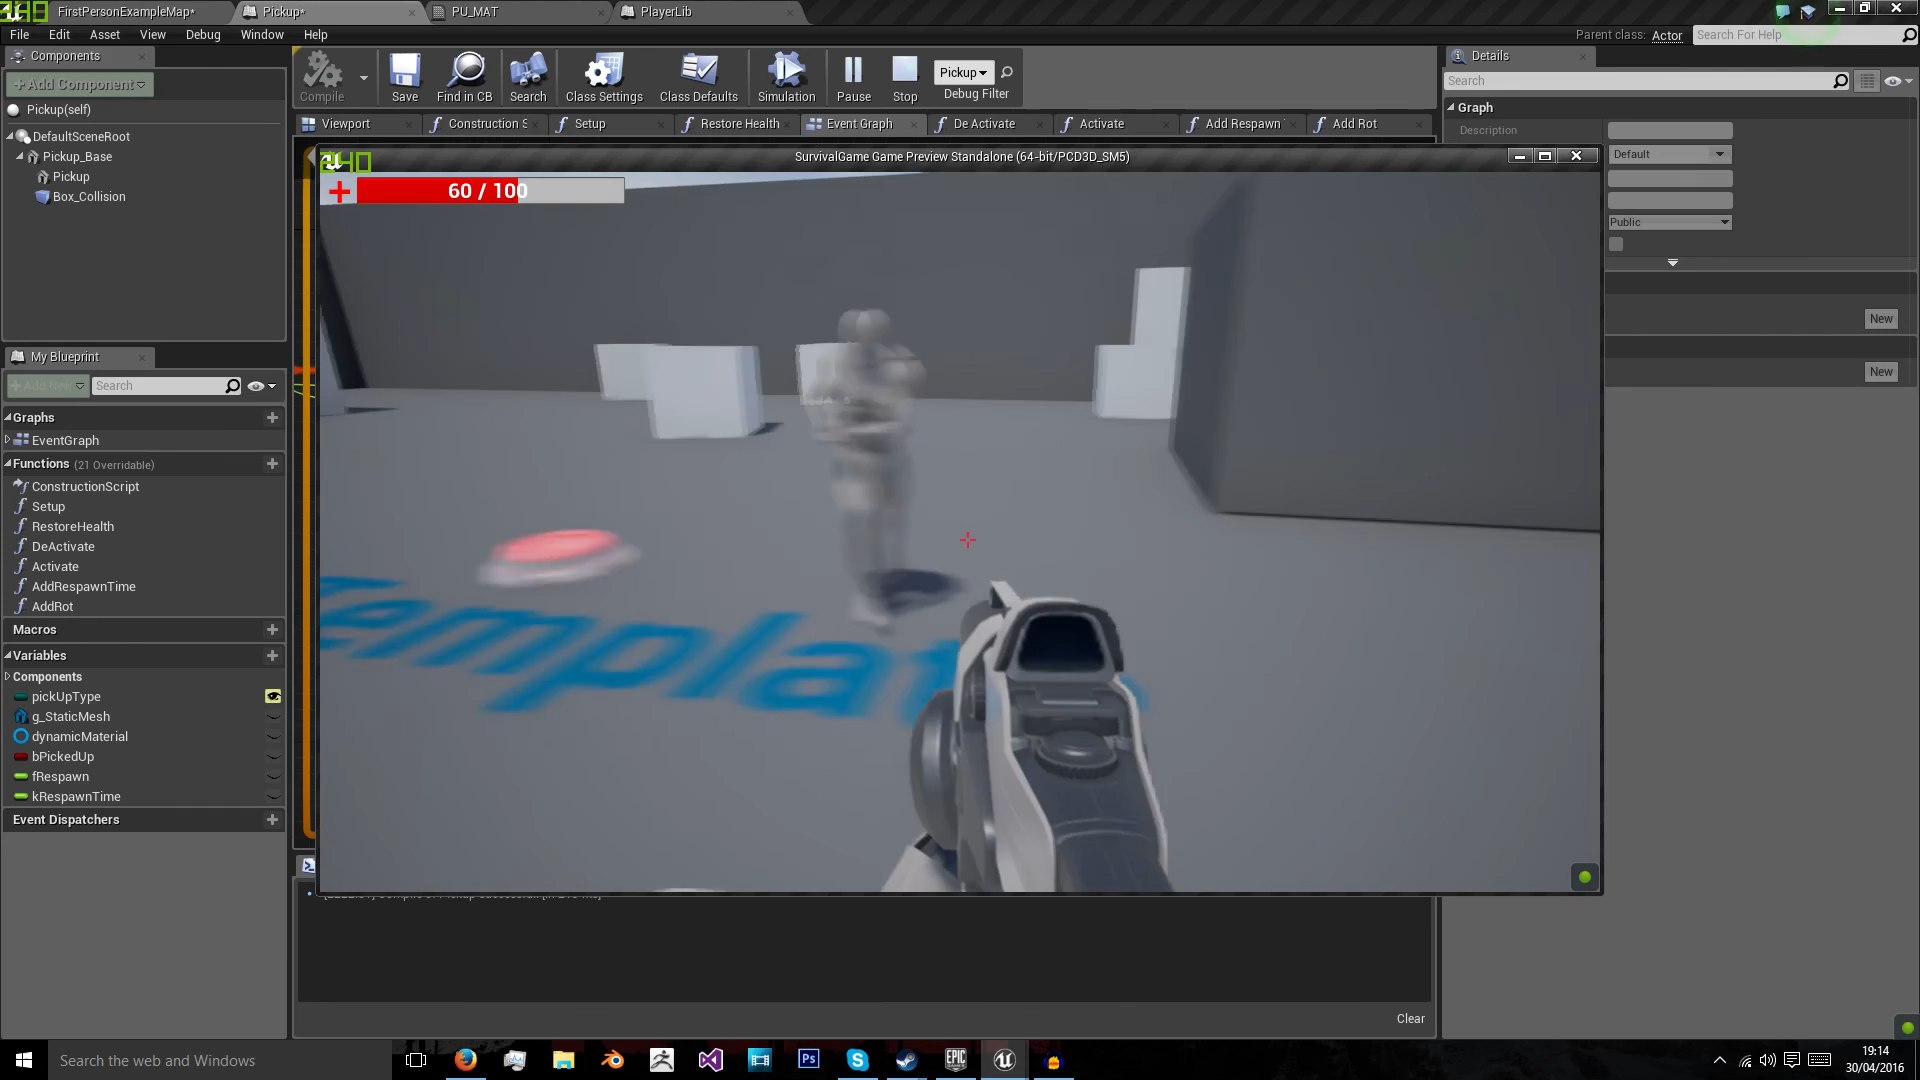 FirstPersonExampleMap*
Pickup*
PU_MAT
PlayerLib
File Edit Asset View Debug Window Help
Parent class: Actor
Search For Help
Components
+Add Component
Pickup(self)
DefaultSceneRoot
Pickup_Base
Pickup
Box_Collision
Compile
Save
Find in CB
Search
Class Settings
Class Defaults
Simulation
Pause
Stop
Pickup
Debug Filter
Viewport
Construction S
Setup
Restore Health
Event Graph
De Activate
Activate
Add Respawn
Add Rot
Details
Search
Graph
Description
Default
Public
New
New
SurvivalGame Game Preview Standalone (64-bit/PCD3D_SM5)
240
60 / 100
My Blueprint
+Add New
Search
Graphs
EventGraph
Functions (21 Overridable)
ConstructionScript
Setup
RestoreHealth
DeActivate
Activate
AddRespawnTime
AddRot
Macros
Variables
Components
pickUpType
g_StaticMesh
dynamicMaterial
bPickedUp
fRespawn
kRespawnTime
Event Dispatchers
Clear
Search the web and Windows
Ps
EPIC
GAMES
19:14
30/04/2016